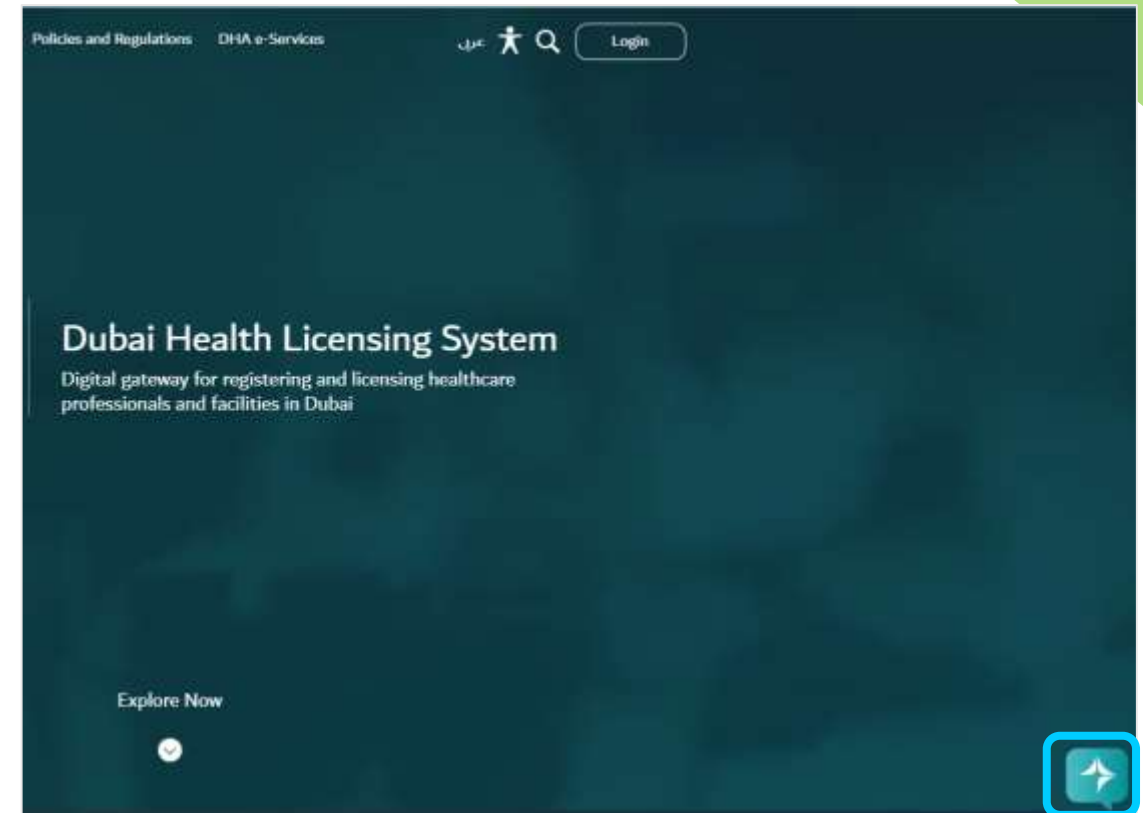 Policies and Regulations DHA e-Services عربي Login
Dubai Health Licensing System
Digital gateway for registering and licensing healthcare
professionals and facilities in Dubai
Explore Now